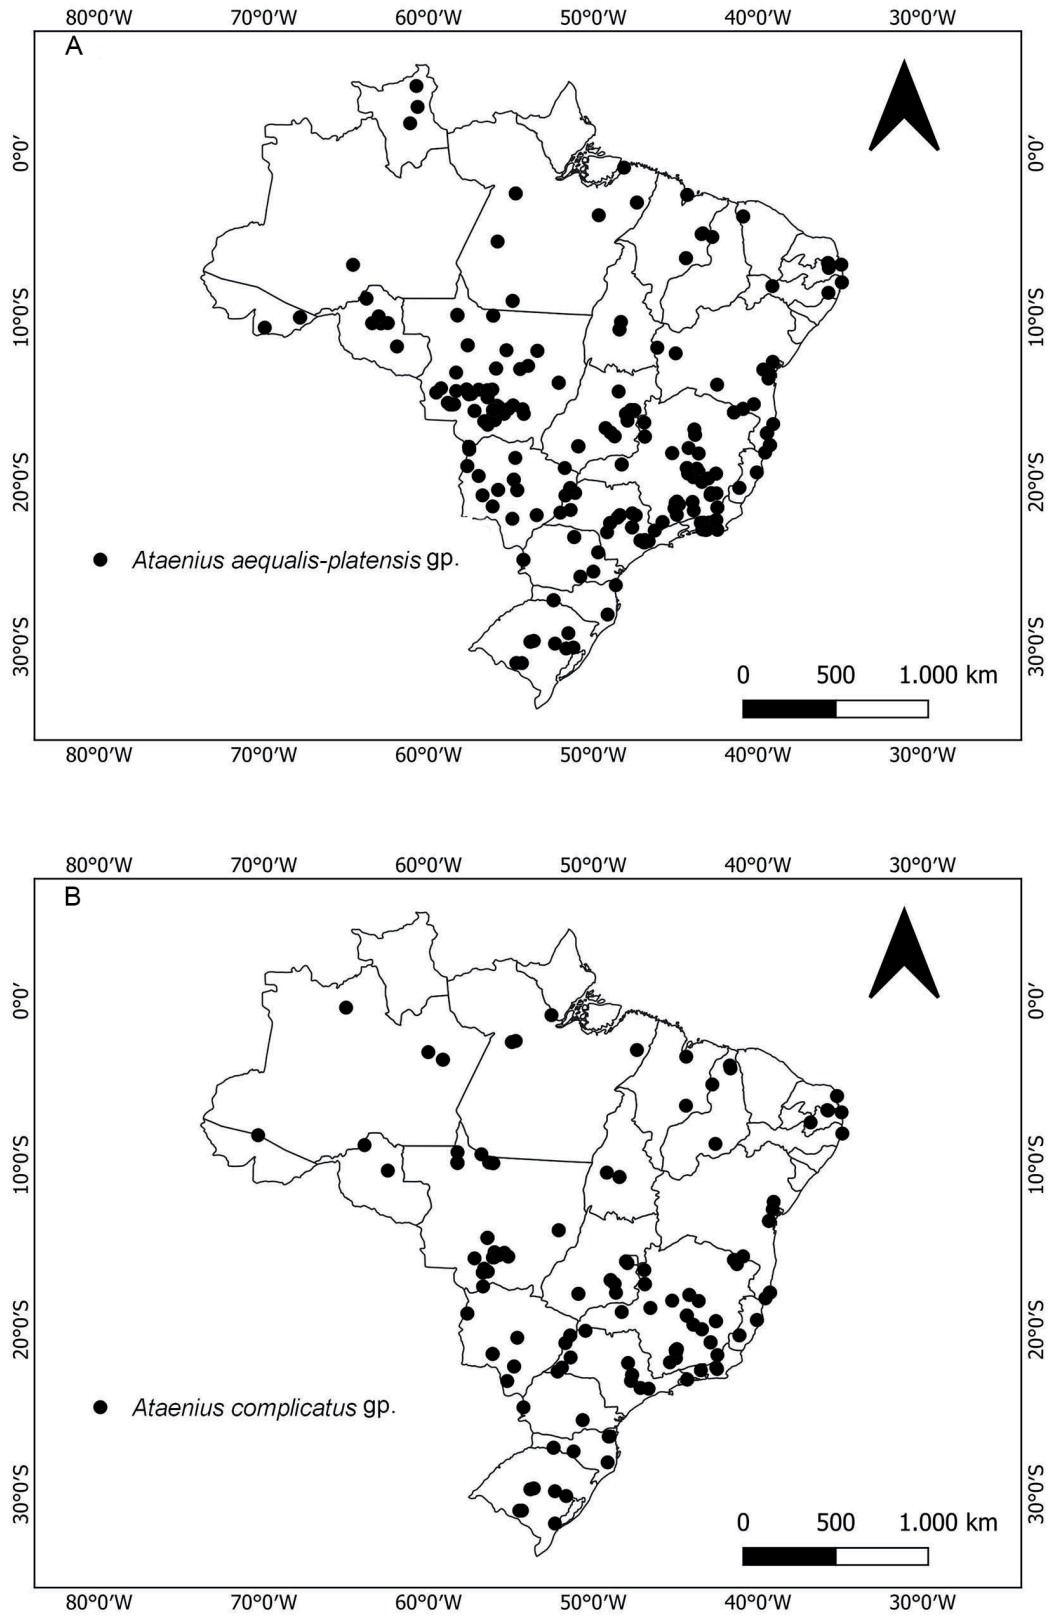 80°0′W 70°0′W 60°0′W 50°0′W 40°0′W 30°0′W
A
0°0′ 0°0′
10°0′S 10°0′S
20°0′S 20°0′S
Ataenius aequalis-platensis gp.
30°0′S 30°0′S
0 500 1.000 km
80°0′W 70°0′W 60°0′W 50°0′W 40°0′W 30°0′W
80°0′W 70°0′W 60°0′W 50°0′W 40°0′W 30°0′W
B
0°0′ 0°0′
10°0′S 10°0′S
20°0′S 20°0′S
Ataenius complicatus gp.
30°0′S 30°0′S
0 500 1.000 km
80°0′W 70°0′W 60°0′W 50°0′W 40°0′W 30°0′W